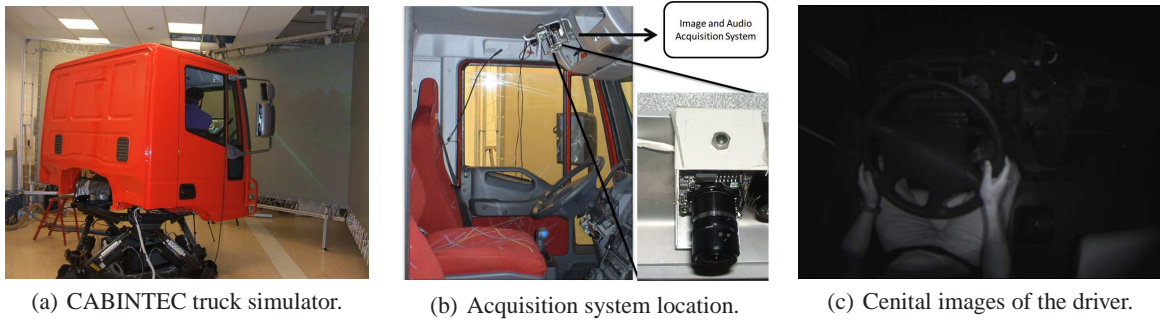 Image and Audio
Acquisition System
(a) CABINTEC truck simulator.
(b) Acquisition system location.
(c) Cenital images of the driver.